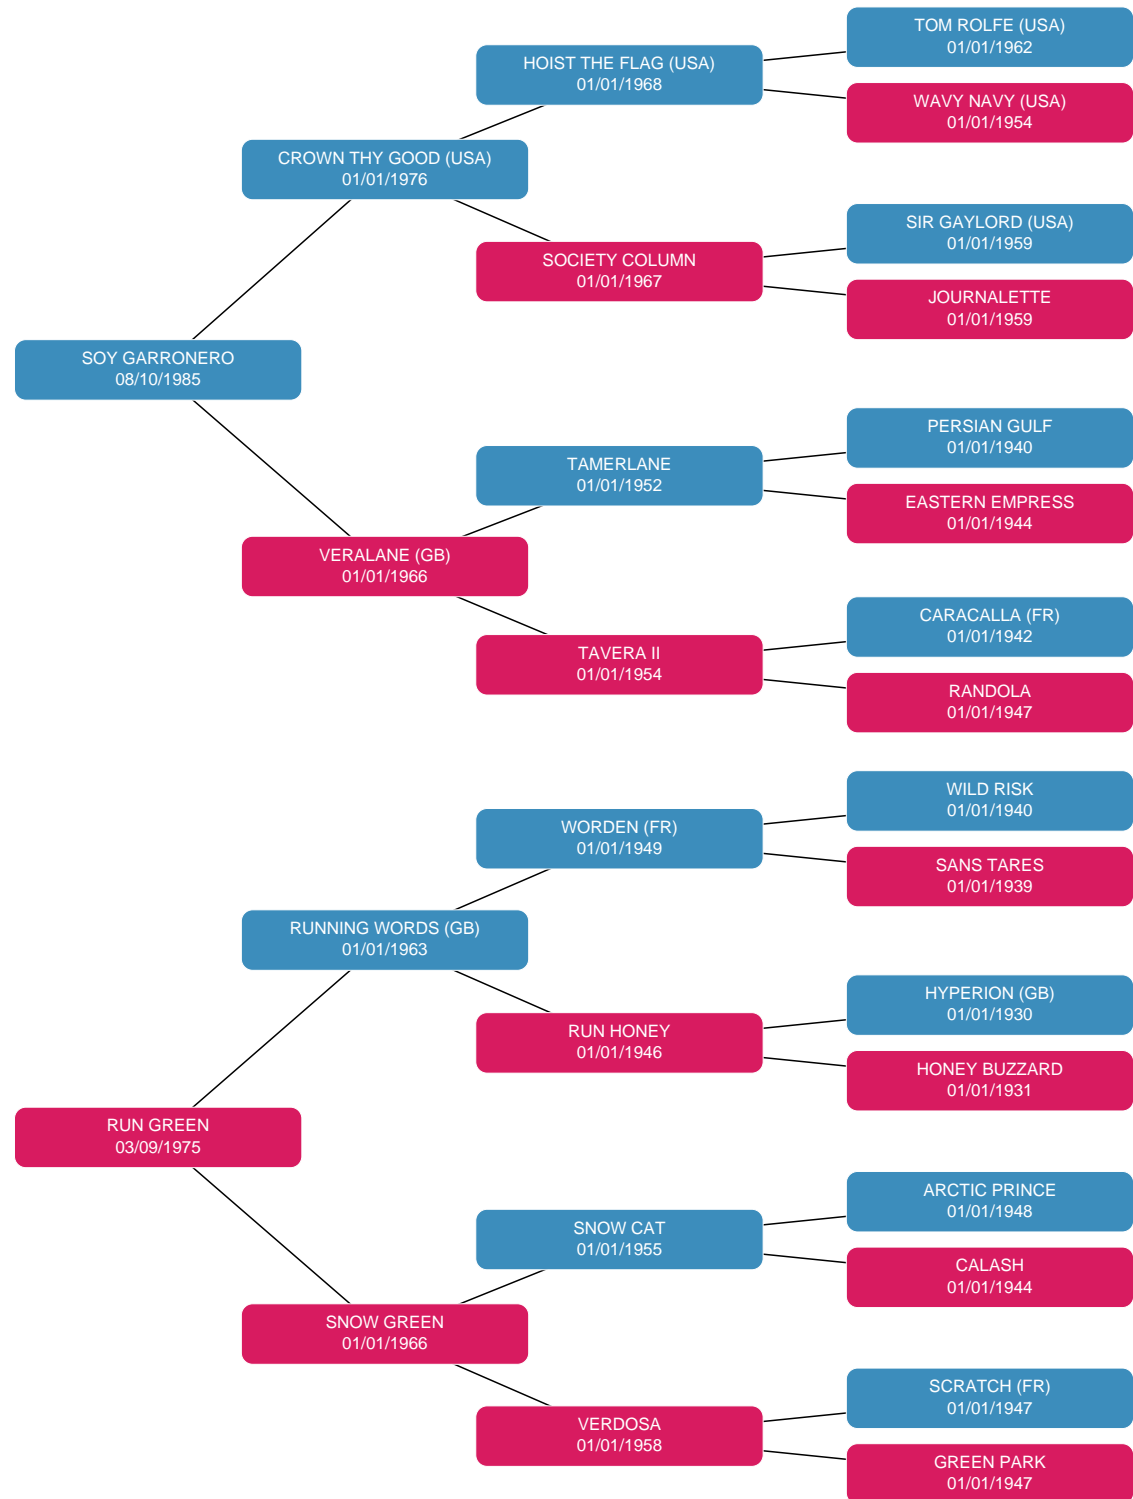 TOM ROLFE (USA)
01/01/1962
HOIST THE FLAG (USA)
01/01/1968
WAVY NAVY (USA)
01/01/1954
CROWN THY GOOD (USA)
01/01/1976
SIR GAYLORD (USA)
01/01/1959
SOCIETY COLUMN
01/01/1967
JOURNALETTE
01/01/1959
SOY GARRONERO
08/10/1985
PERSIAN GULF
01/01/1940
TAMERLANE
01/01/1952
EASTERN EMPRESS
01/01/1944
VERALANE (GB)
01/01/1966
CARACALLA (FR)
01/01/1942
TAVERA II
01/01/1954
RANDOLA
01/01/1947
WILD RISK
01/01/1940
WORDEN (FR)
01/01/1949
SANS TARES
01/01/1939
RUNNING WORDS (GB)
01/01/1963
HYPERION (GB)
01/01/1930
RUN HONEY
01/01/1946
HONEY BUZZARD
01/01/1931
RUN GREEN
03/09/1975
ARCTIC PRINCE
01/01/1948
SNOW CAT
01/01/1955
CALASH
01/01/1944
SNOW GREEN
01/01/1966
SCRATCH (FR)
01/01/1947
VERDOSA
01/01/1958
GREEN PARK
01/01/1947